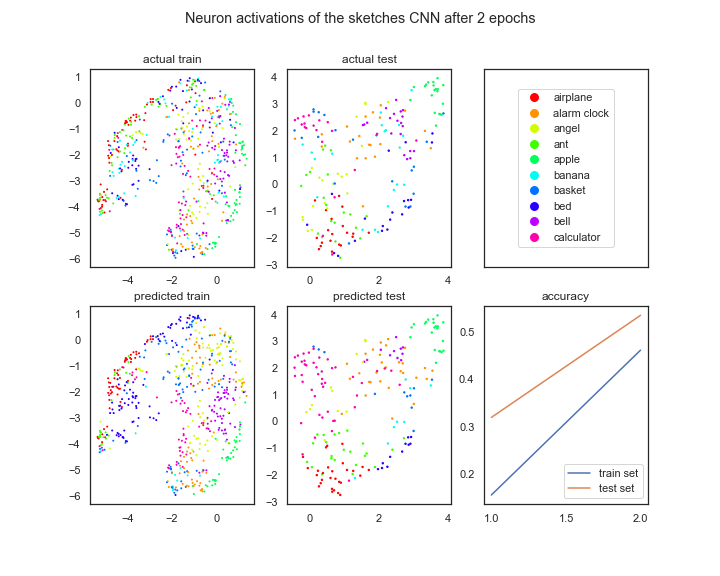 Neuron activations of the sketches CNN after 2 epochs
actual train
actual test
1
0
−1
−2
−3
−4
−5
−6
−4
−2
0
4
3
2
1
0
−1
−2
−3
0
2
4
airplane
alarm clock
angel
ant
apple
banana
basket
bed
bell
calculator
predicted train
predicted test
accuracy
1
0
−1
−2
−3
−4
−5
−6
−4
−2
0
4
3
2
1
0
−1
−2
−3
0
2
4
0.5
0.4
0.3
0.2
train set
test set
1.0
1.5
2.0